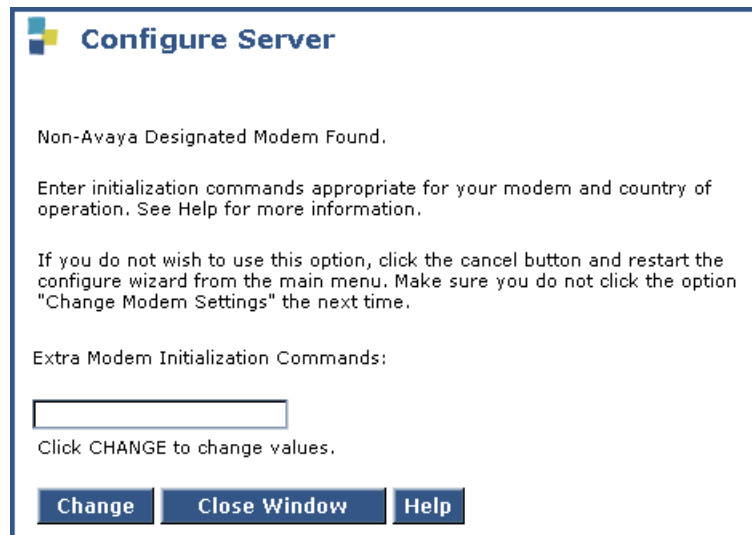 Configure Server
Non-Avaya Designated Modem Found.
Enter initialization commands appropriate for your modem and country of
operation. See Help for more information.
If you do not wish to use this option, click the cancel button and restart the
configure wizard from the main menu. Make sure you do not click the option
"Change Modem Settings" the next time.
Extra Modem Initialization Commands:
Click CHANGE to change values.
Change Close Window Help